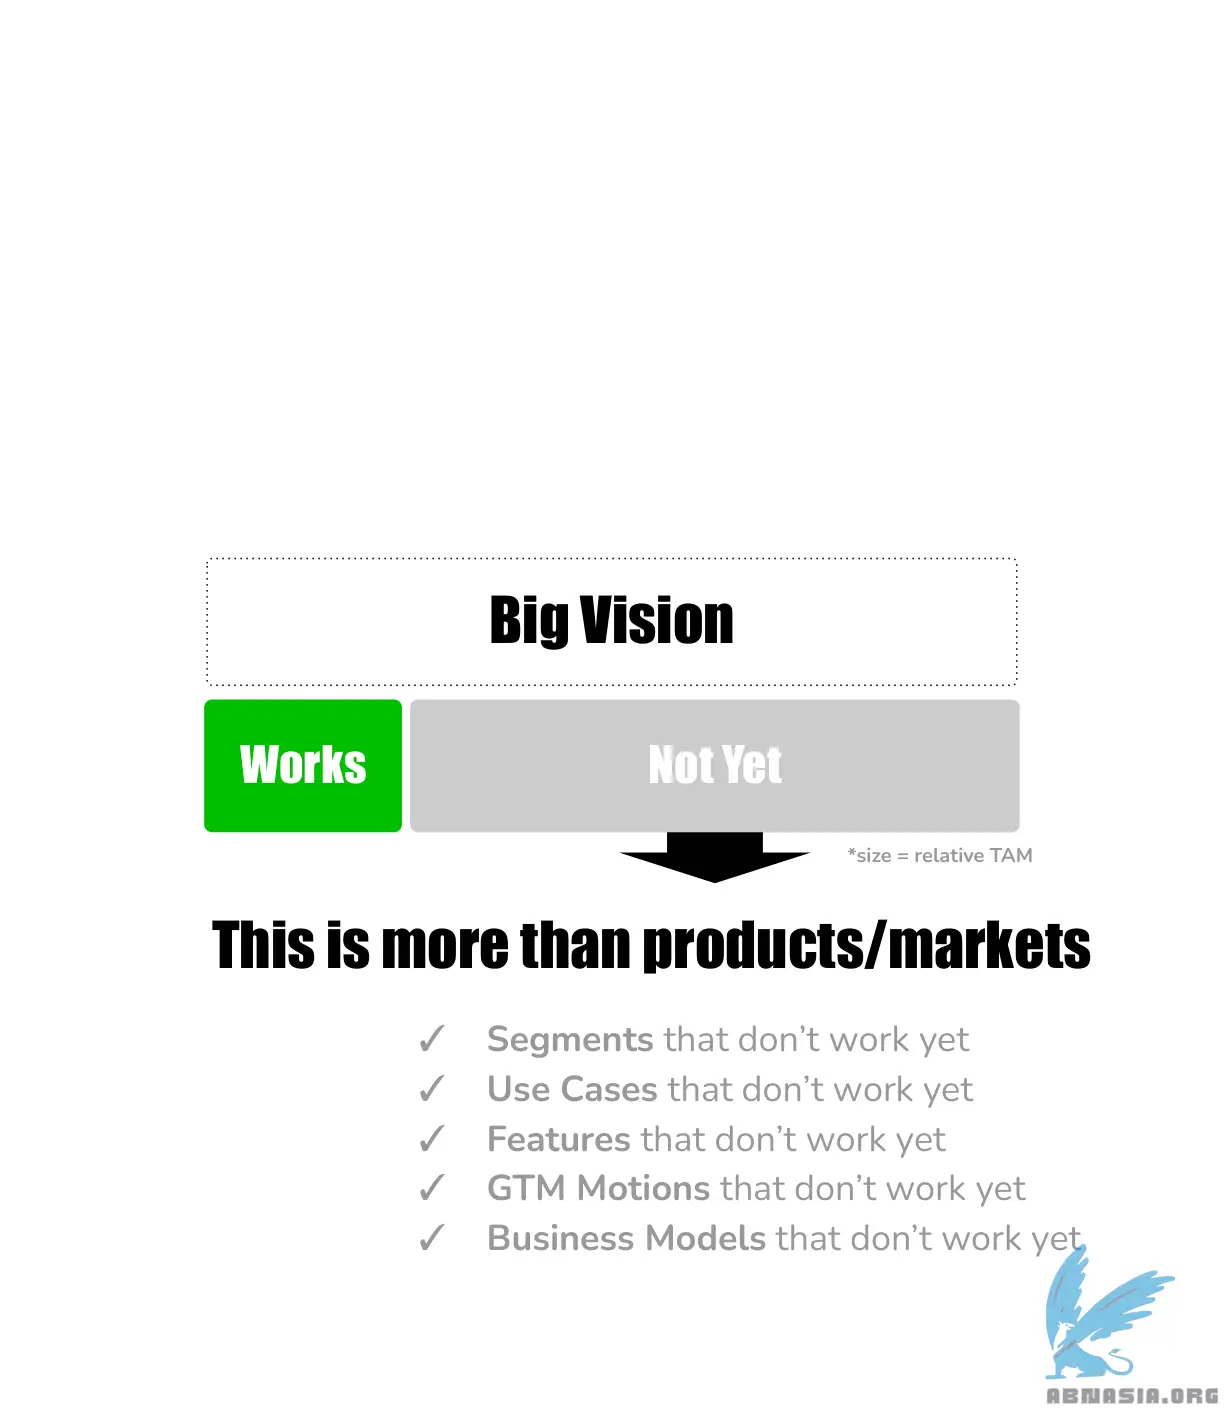 Big Vision
Works
Not Yet
*size = relative TAM
This is more than products/markets
✓ Segments that don’t work yet
✓ Use Cases that don’t work yet
✓ Features that don’t work yet
✓ GTM Motions that don’t work yet
✓ Business Models that don’t work yet
ABNASIA.ORG